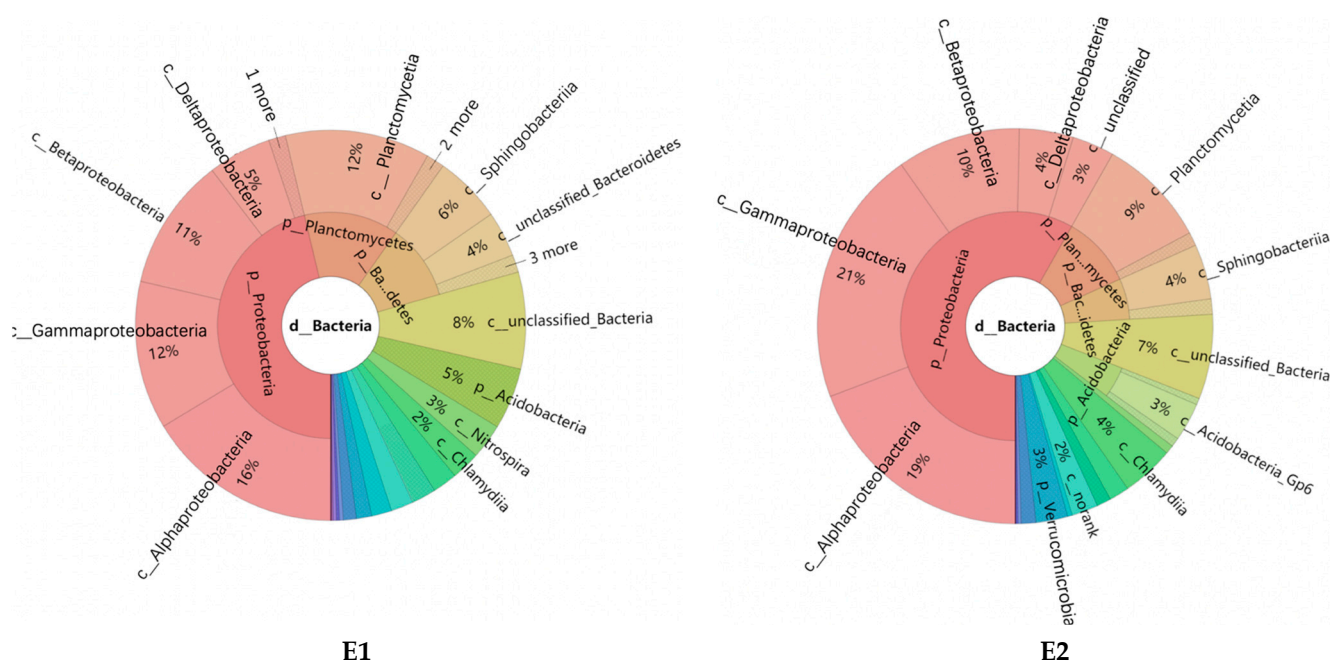 1 more
c__Deltaproteobacteria
5%
c__Planctomycetia
12%
2 more
c__Sphingobacteriia
6%
c__unclassified_Bacteroidetes
4%
3 more
c__Betaproteobacteria
11%
p__Planctomycetes
p__Ba...detes
p__Proteobacteria
d__Bacteria
8%
c__unclassified_Bacteria
c__Gammaproteobacteria
12%
5%
p__Acidobacteria
3%
c__Nitrospira
2%
c__Chlamydiia
16%
c__Alphaproteobacteria
E1
c__Betaproteobacteria
10%
c__Deltaproteobacteria
4%
c__unclassified
3%
c__Planctomycetia
9%
c__Gammaproteobacteria
21%
p__Plan...mycetes
p__Bac...idetes
c__Sphingobacteriia
4%
p__Proteobacteria
d__Bacteria
7%
c__unclassified_Bacteria
p__Acidobacteria
3%
c__Acidobacteria_Gp6
4%
c__Chlamydiia
2%
c_norank
3%
p__Verrucomicrobia
19%
c__Alphaproteobacteria
E2